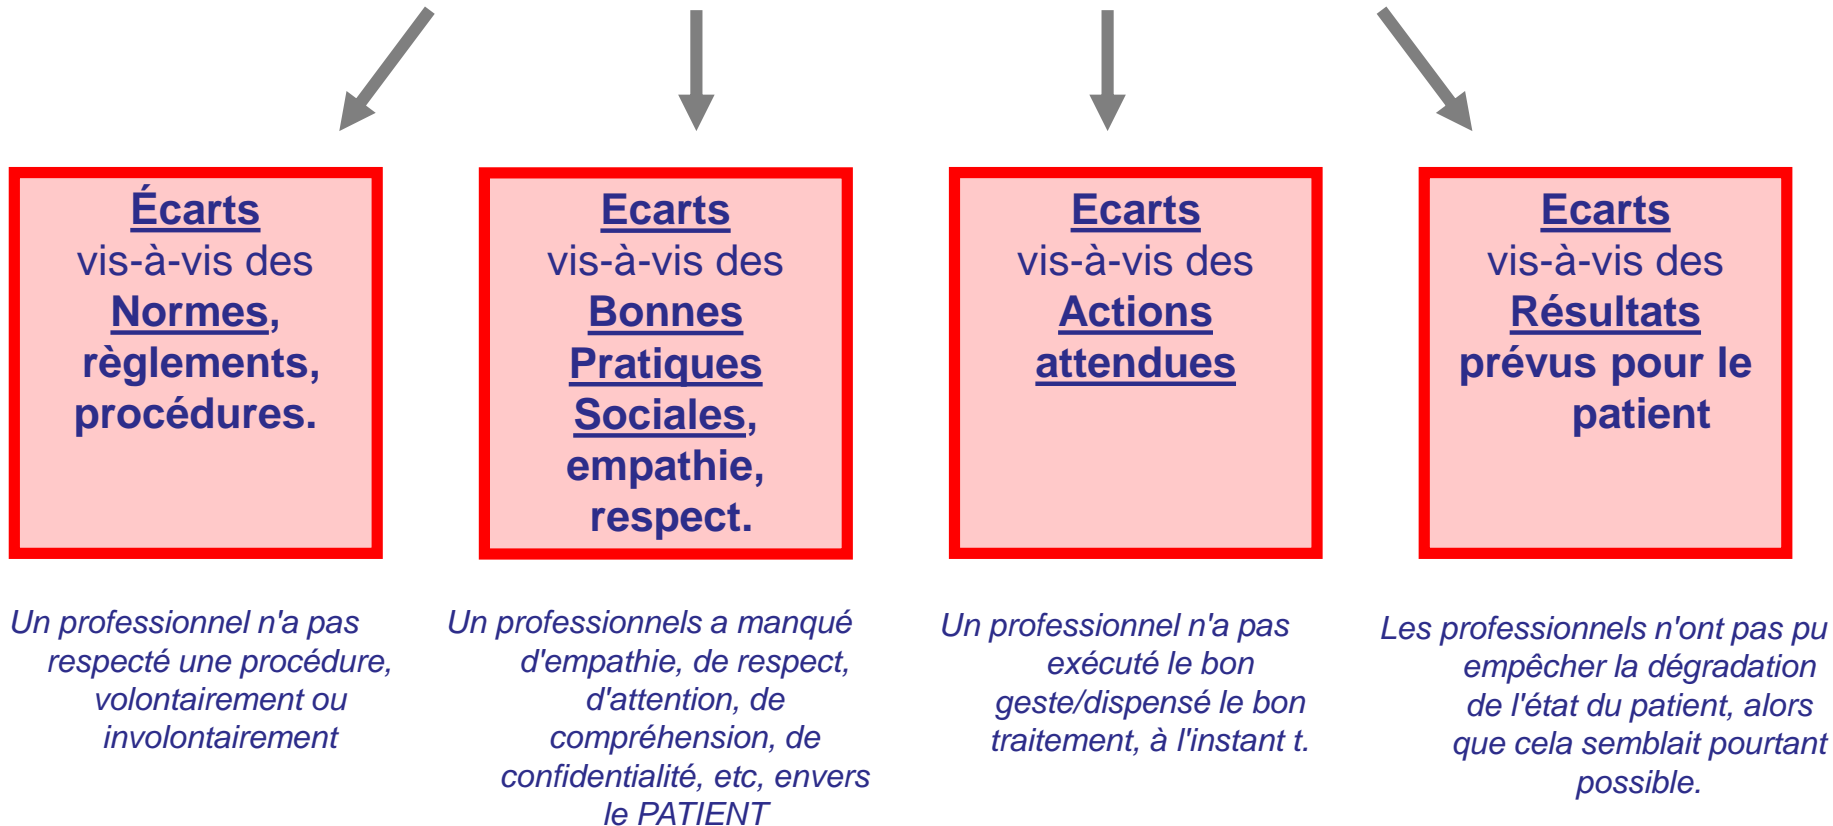 Écarts
vis-à-vis des
Normes,
règlements,
procédures.
Ecarts
vis-à-vis des
Bonnes
Pratiques
Sociales,
empathie,
respect.
Ecarts
vis-à-vis des
Actions
attendues
Ecarts
vis-à-vis des
Résultats
prévus pour le
patient
Un professionnel n'a pas
respecté une procédure,
volontairement ou
involontairement
Un professionnels a manqué
d'empathie, de respect,
d'attention, de
compréhension, de
confidentialité, etc, envers
le PATIENT
Un professionnel n'a pas
exécuté le bon
geste/dispensé le bon
traitement, à l'instant t.
Les professionnels n'ont pas pu
empêcher la dégradation
de l'état du patient, alors
que cela semblait pourtant
possible.